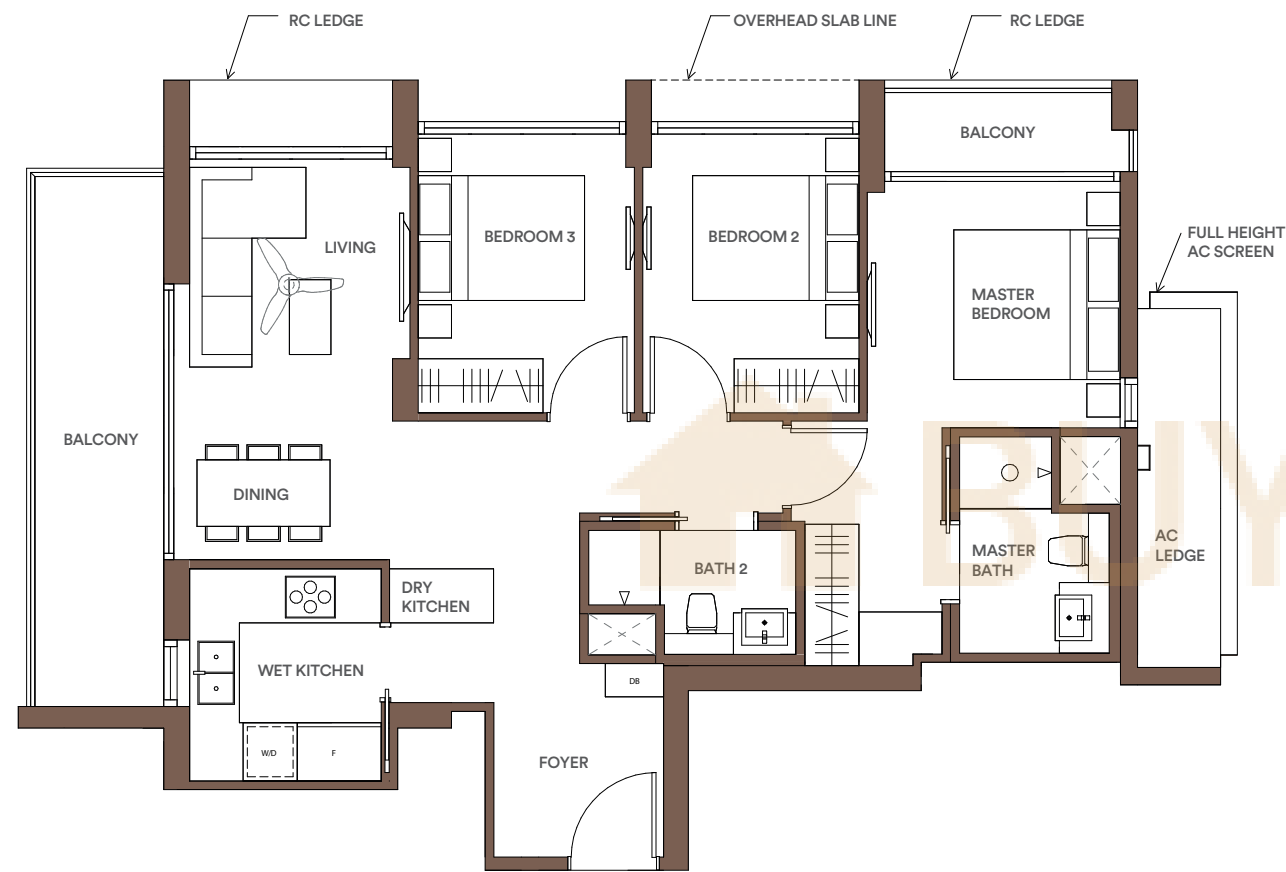 RC LEDGE
OVERHEAD SLAB LINE
RC LEDGE
BALCONY
LIVING
BEDROOM 3
BEDROOM 2
FULL HEIGHT
AC SCREEN
MASTER
BEDROOM
BALCONY
DINING
AC
LEDGE
MASTER
BATH
BATH 2
DRY
KITCHEN
WET KITCHEN
DB
W/D
F
FOYER
BUY